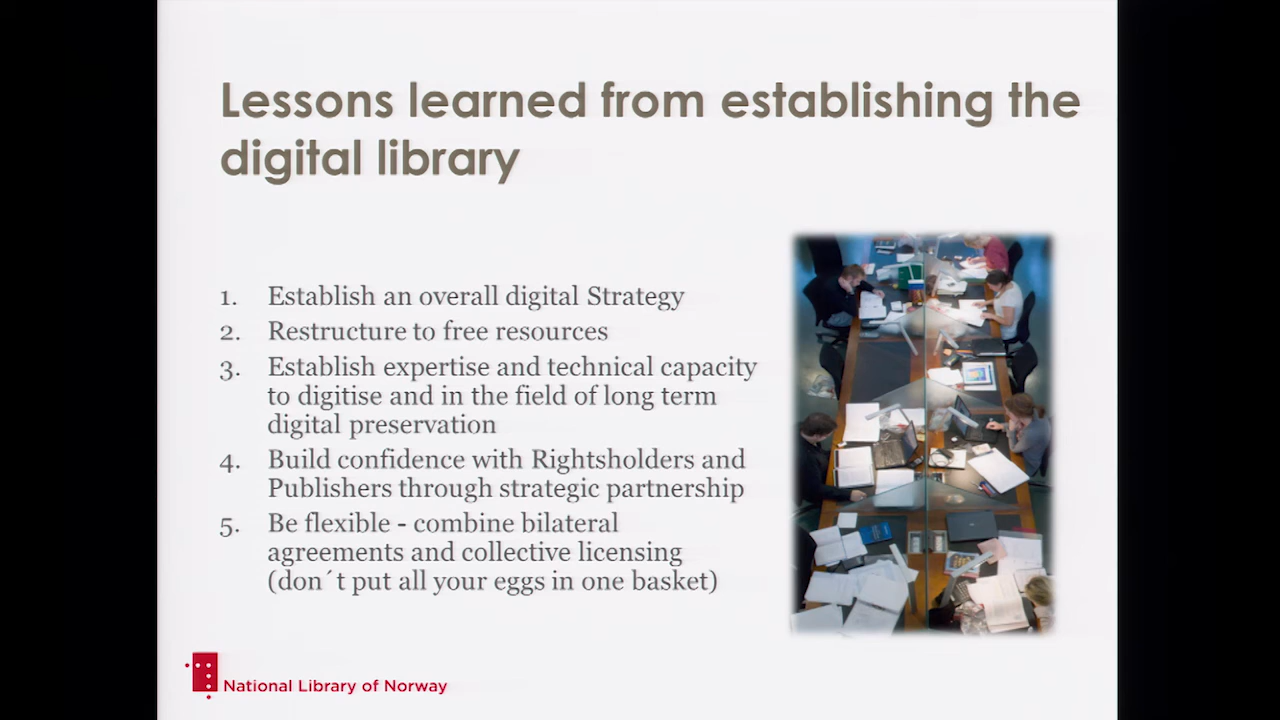 Lessons learned from establishing the
digital library
1. Establish an overall digital Strategy
2. Restructure to free resources
3. Establish expertise and technical capacity
to digitise and in the field of long term
digital preservation
4. Build confidence with Rightsholders and
Publishers through strategic partnership
5. Be flexible - combine bilateral
agreements and collective licensing
(don´t put all your eggs in one basket)
National Library of Norway